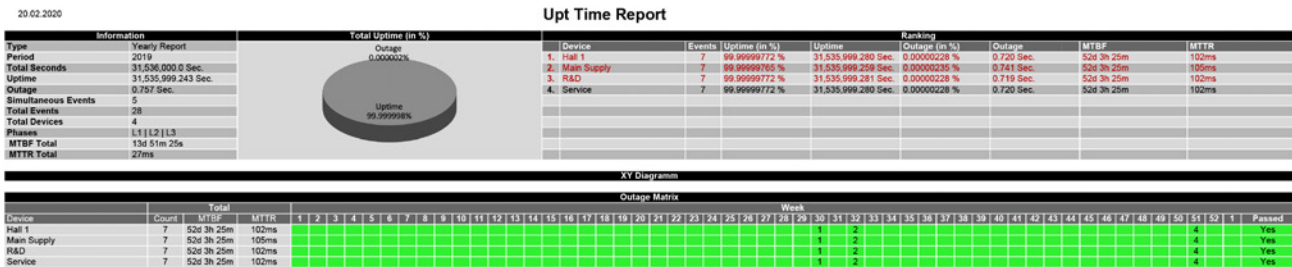 20.02.2020
Upt Time Report
Information
Type Yearly Report
Period 2019
Total Seconds 31,536,000.0 Sec.
Uptime 31,535,999.243 Sec.
Outage 0.757 Sec.
Simultaneous Events 5
Total Events 28
Total Devices 4
Phases L1 | L2 | L3
MTBF Total 13d 51m 25s
MTTR Total 27ms
Total Uptime (in %)
Outage
0.000002%
Uptime
99.999998%
Ranking
Device Events Uptime (in %) Uptime Outage (in %) Outage MTBF MTTR
1. Hall 1 7 99.99999772 % 31,535,999.280 Sec. 0.00000228 % 0.720 Sec. 52d 3h 25m 102ms
2. Main Supply 7 99.99999765 % 31,535,999.259 Sec. 0.00000235 % 0.741 Sec. 52d 3h 25m 105ms
3. R&D 7 99.99999772 % 31,535,999.281 Sec. 0.00000228 % 0.719 Sec. 52d 3h 25m 102ms
4. Service 7 99.99999772 % 31,535,999.280 Sec. 0.00000228 % 0.720 Sec. 52d 3h 25m 102ms
XY Diagramm
Outage Matrix
Total Week
Device Count MTBF MTTR 1 2 3 4 5 6 7 8 9 10 11 12 13 14 15 16 17 18 19 20 21 22 23 24 25 26 27 28 29 30 31 32 33 34 35 36 37 38 39 40 41 42 43 44 45 46 47 48 49 50 51 52 1 Passed
Hall 1 7 52d 3h 25m 102ms 1 2 4 Yes
Main Supply 7 52d 3h 25m 105ms 1 2 4 Yes
R&D 7 52d 3h 25m 102ms 1 2 4 Yes
Service 7 52d 3h 25m 102ms 1 2 4 Yes